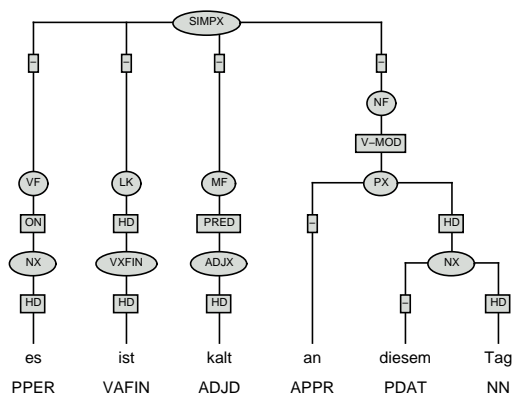 SIMPX
– – – –
NF
V–MOD
VF LK MF PX
ON HD PRED – HD
NX VXFIN ADJX NX
HD HD HD – HD
es ist kalt an diesem Tag
PPER VAFIN ADJD APPR PDAT NN